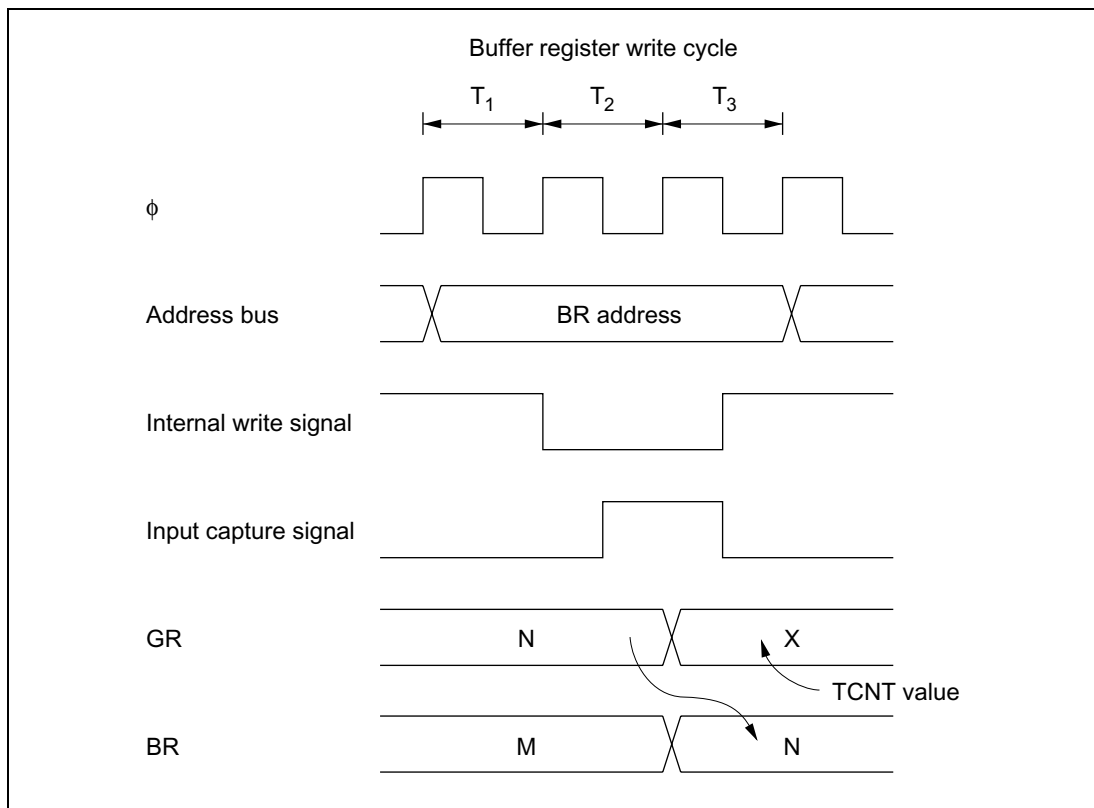 Buffer register write cycle
T1 T2 T3
φ
Address bus BR address
Internal write signal
Input capture signal
GR N X
TCNT value
BR M N